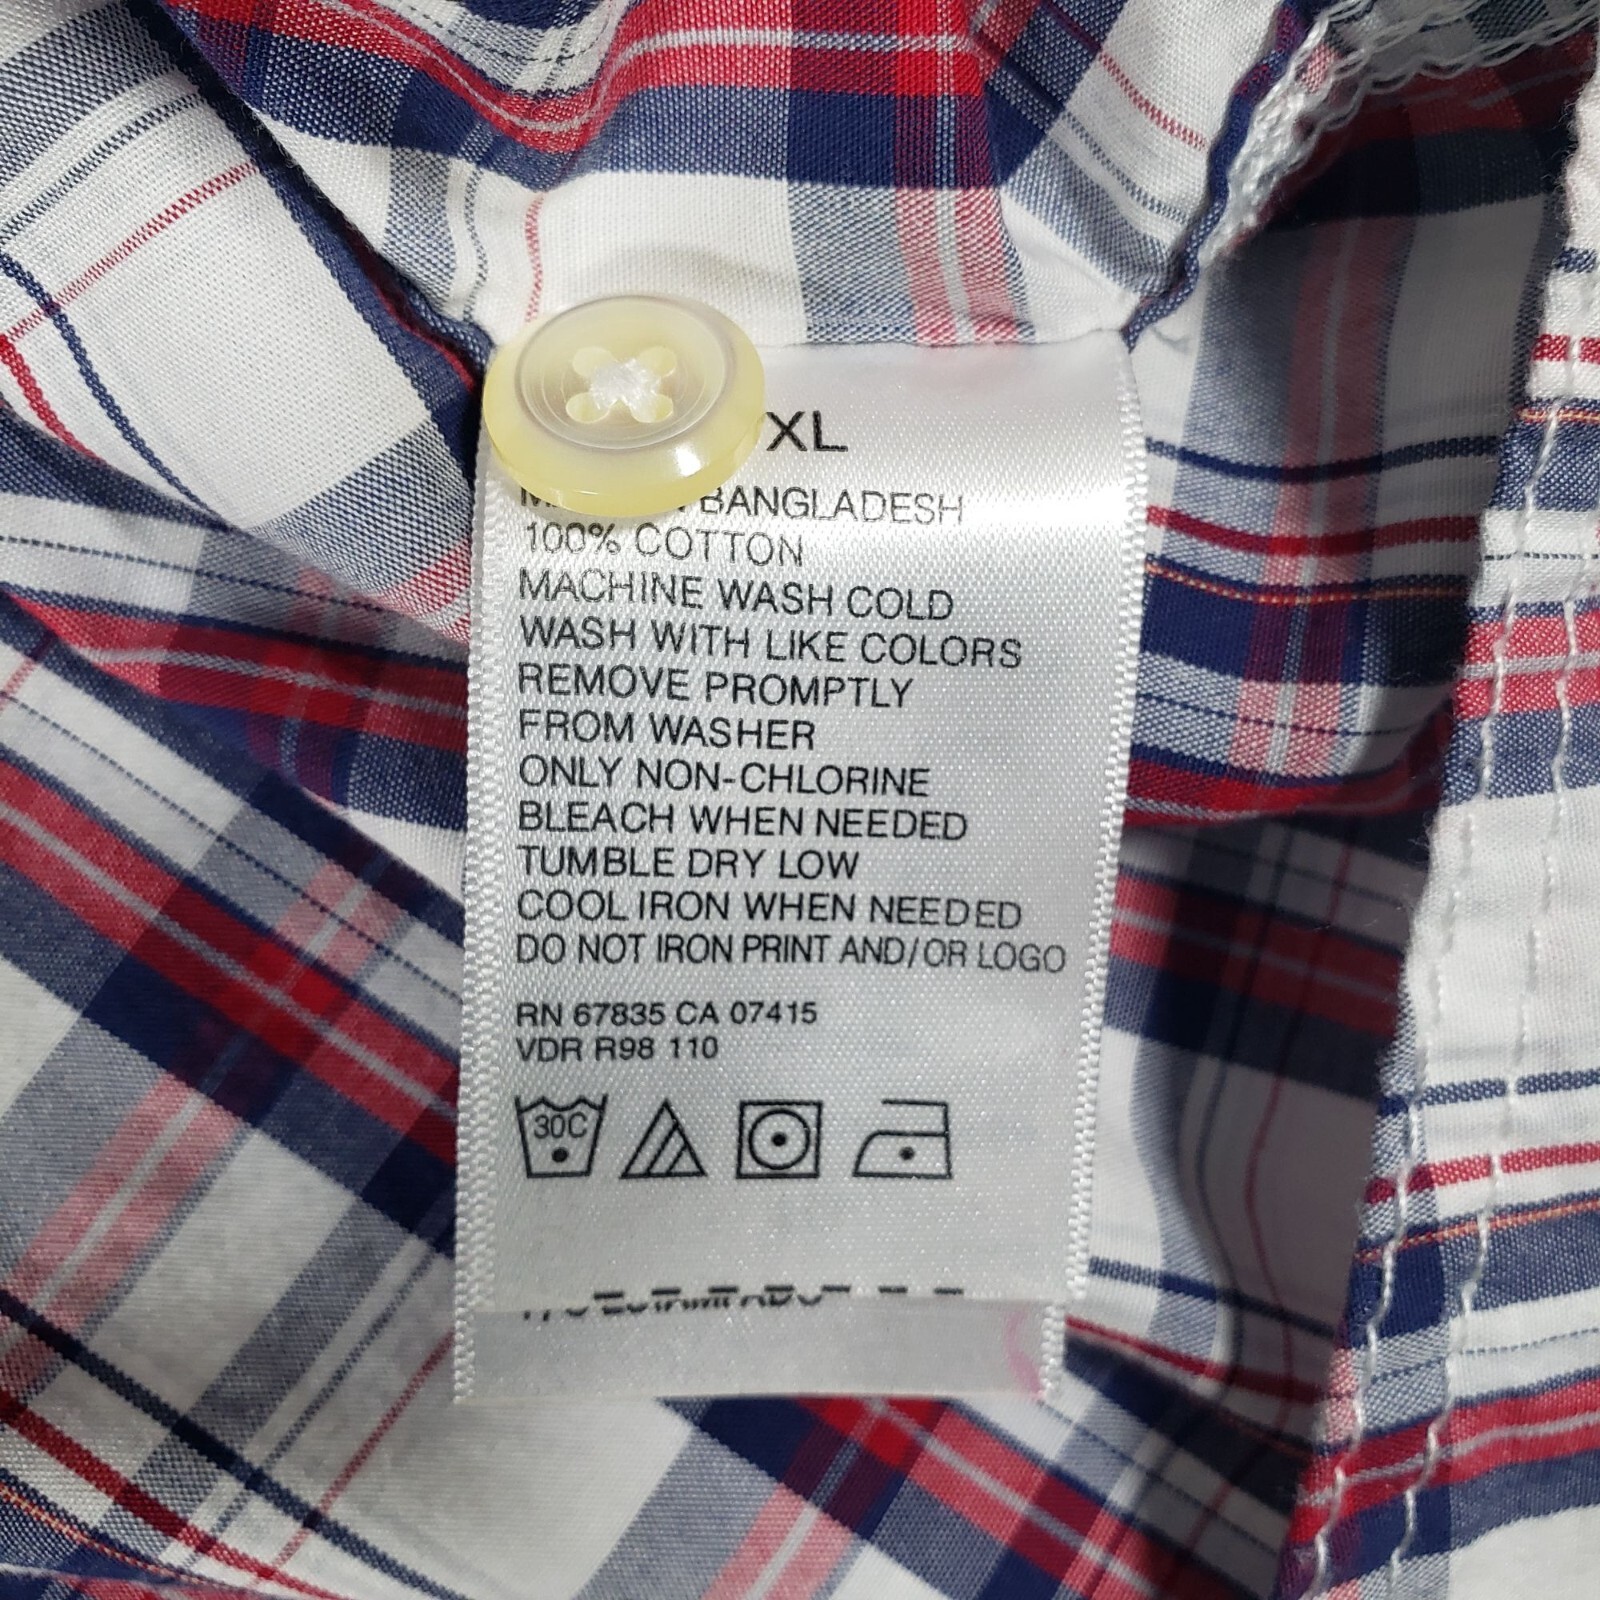 XL
BANGLADESH
100% COTTON
MACHINE WASH COLD
WASH WITH LIKE COLORS
REMOVE PROMPTLY
FROM WASHER
ONLY NON-CHLORINE
BLEACH WHEN NEEDED
TUMBLE DRY LOW
COOL IRON WHEN NEEDED
DO NOT IRON PRINT AND/OR LOGO
RN 67835 CA 07415
VDR R98 110
30C